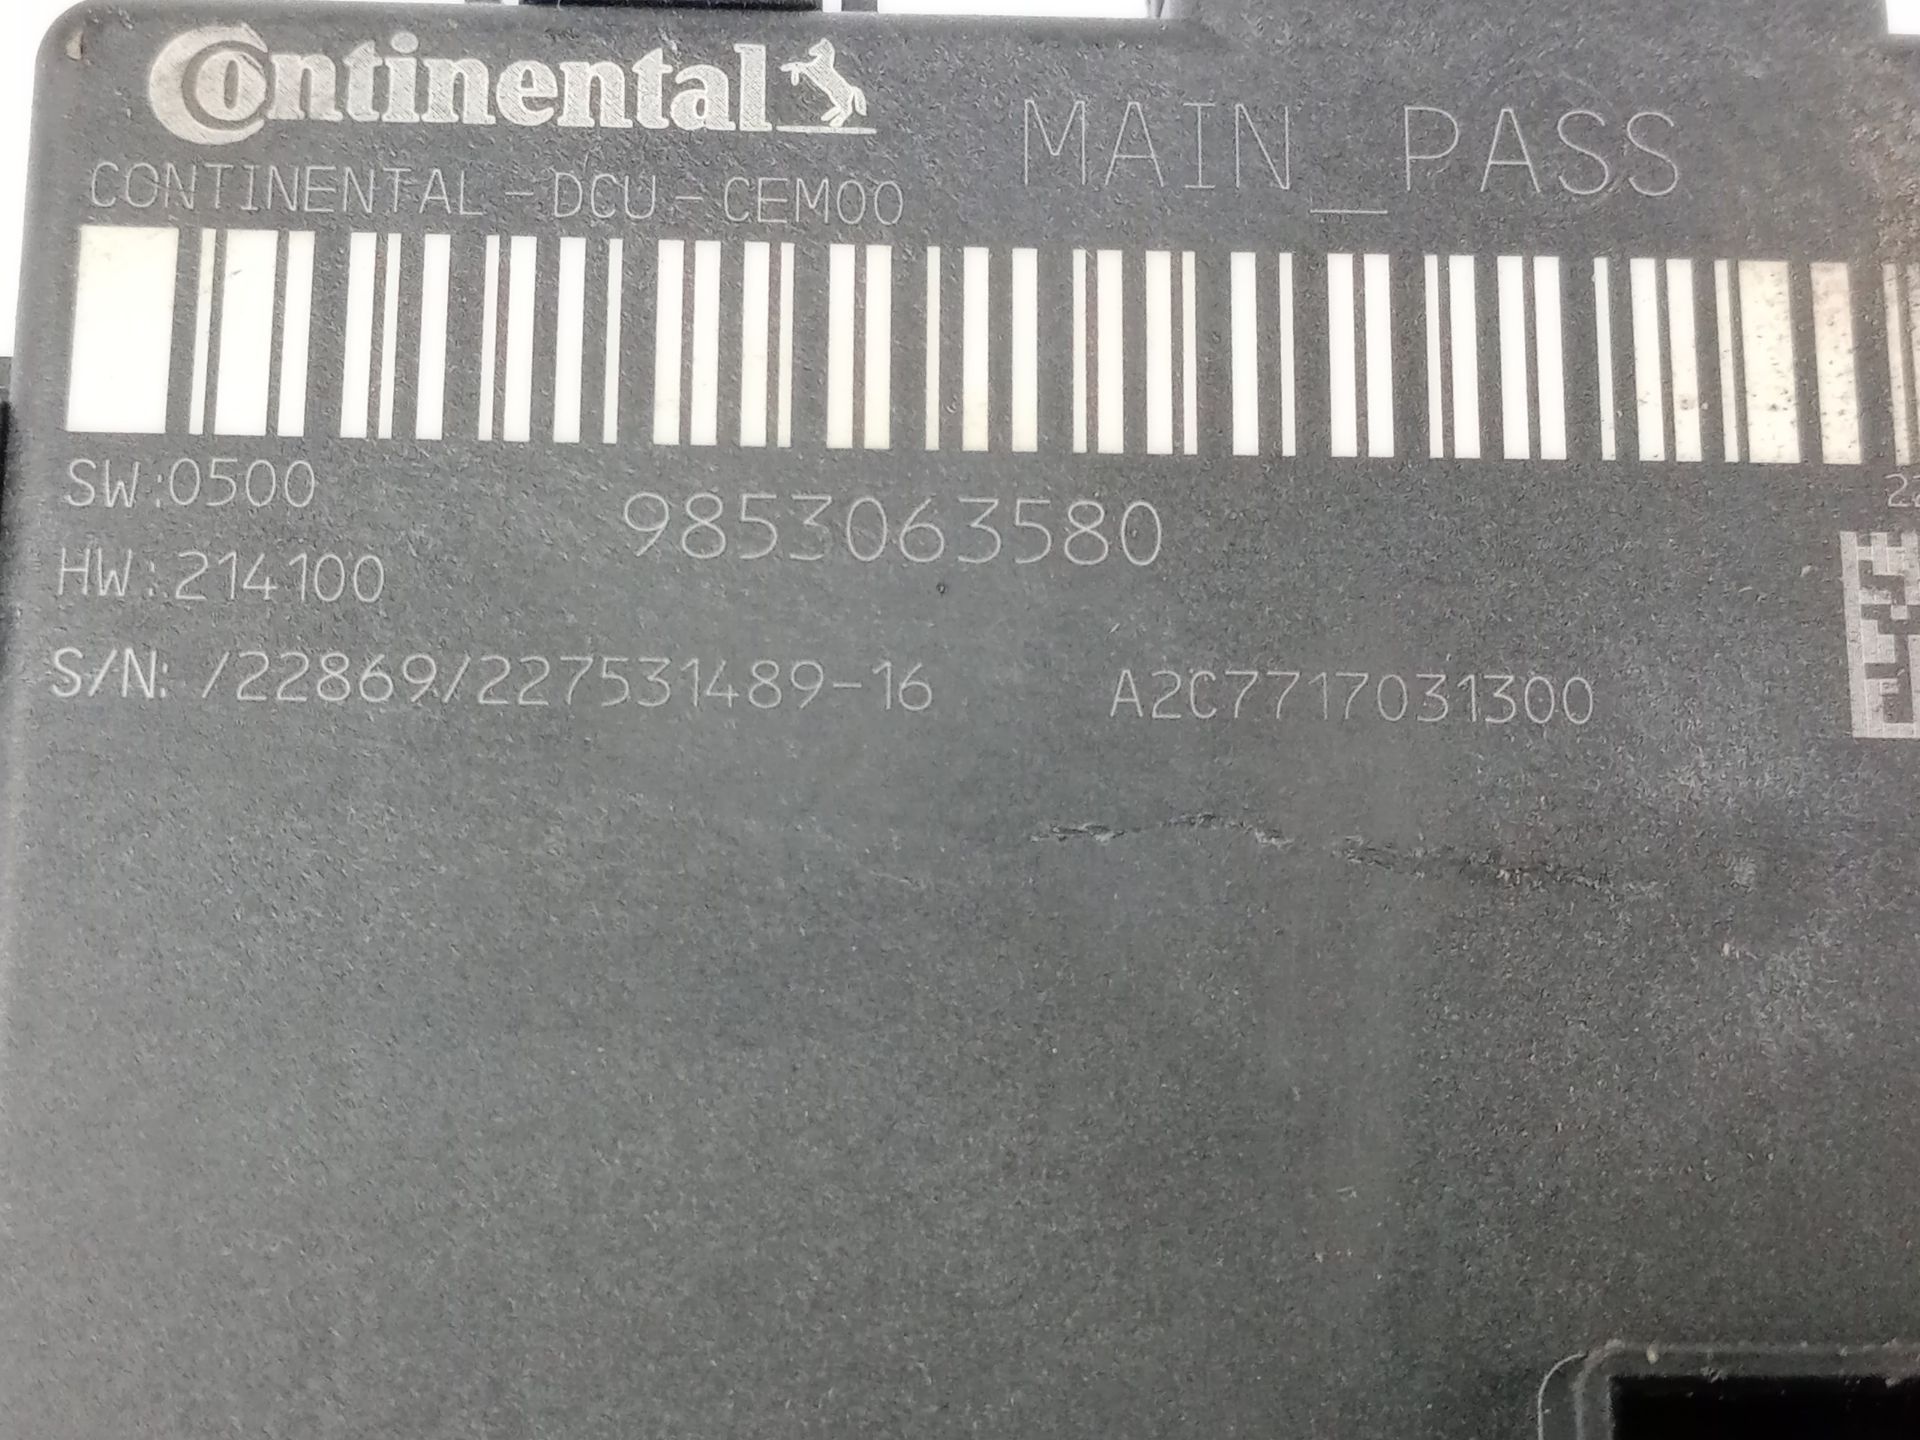 Continental
MAIN_PASS
CONTINENTAL-DCU-CEM00
SW:0500
9853063580
HW:214100
S/N: /22869/227531489-16
A2C7717031300